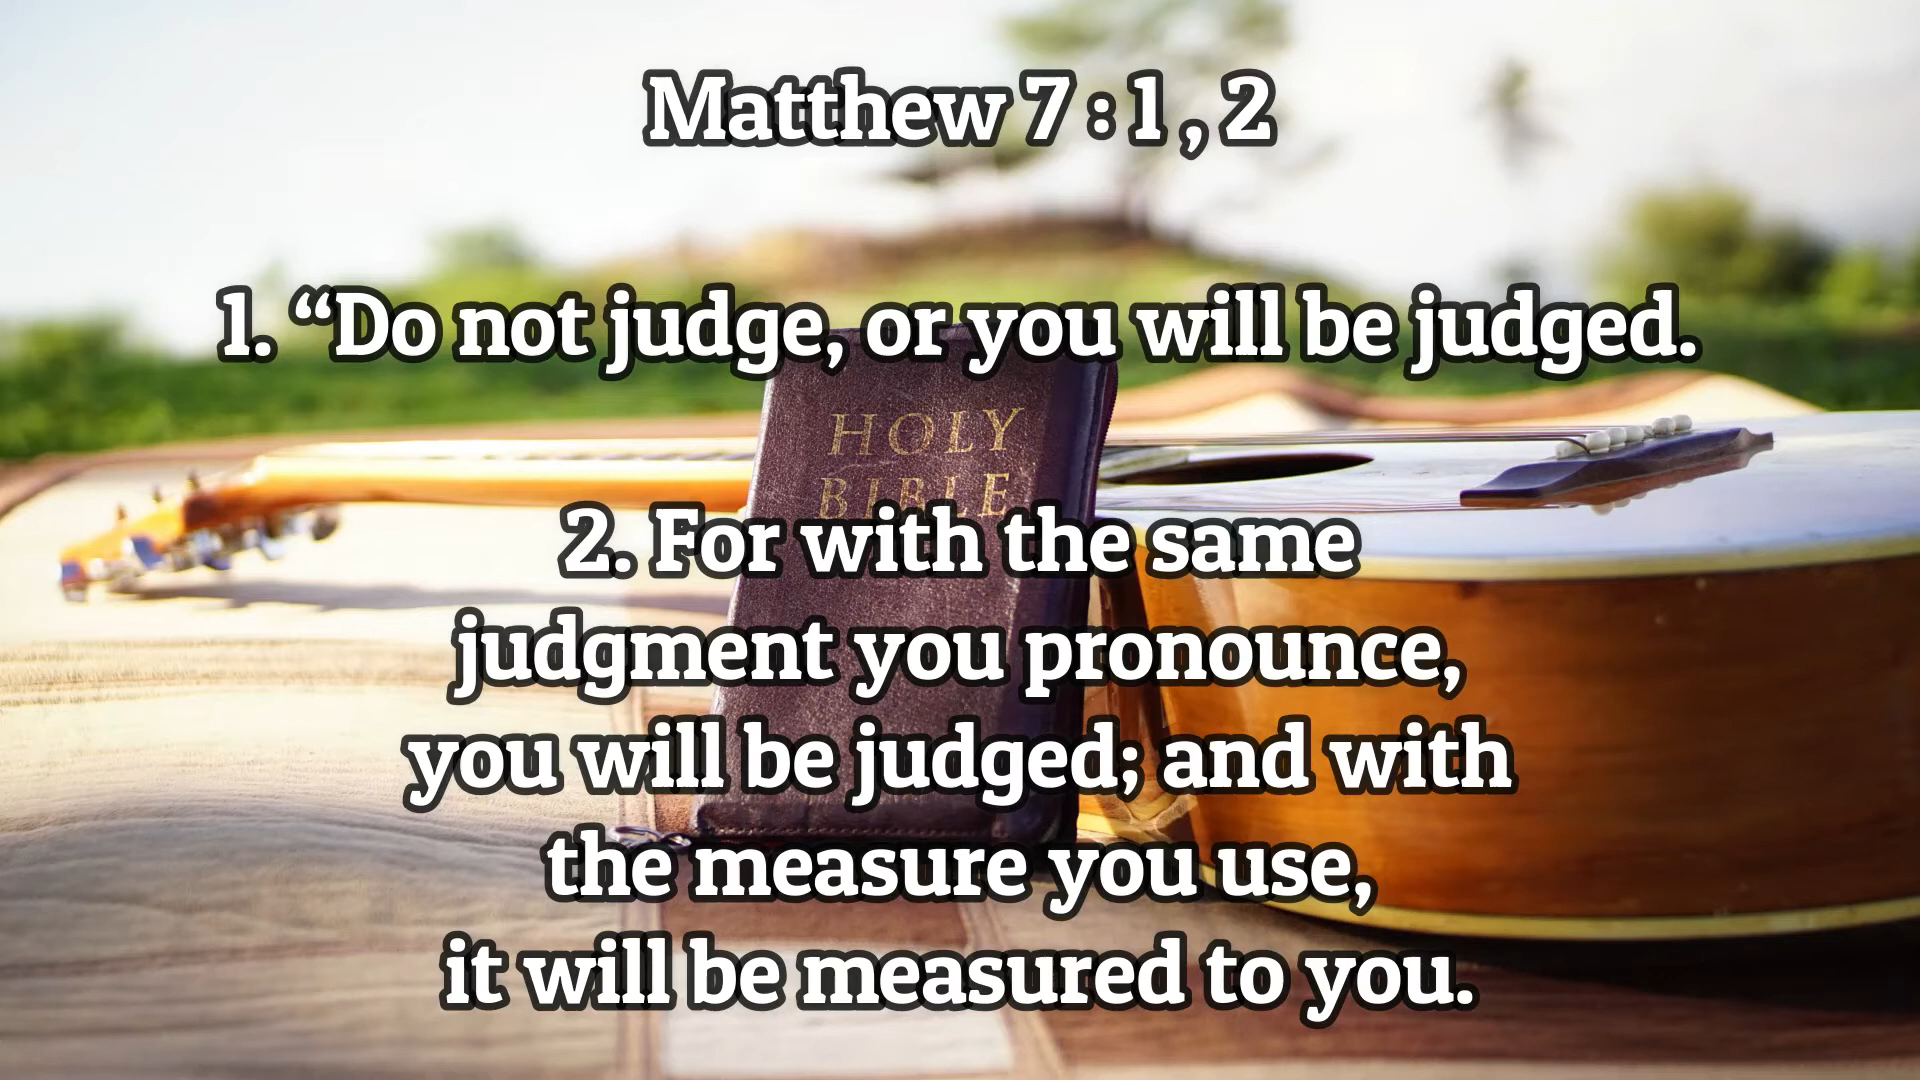 Matthew 7 : 1 , 2
1. “Do not judge, or you will be judged.
HOLY
BIBLE
2. For with the same
judgment you pronounce,
you will be judged; and with
the measure you use,
it will be measured to you.